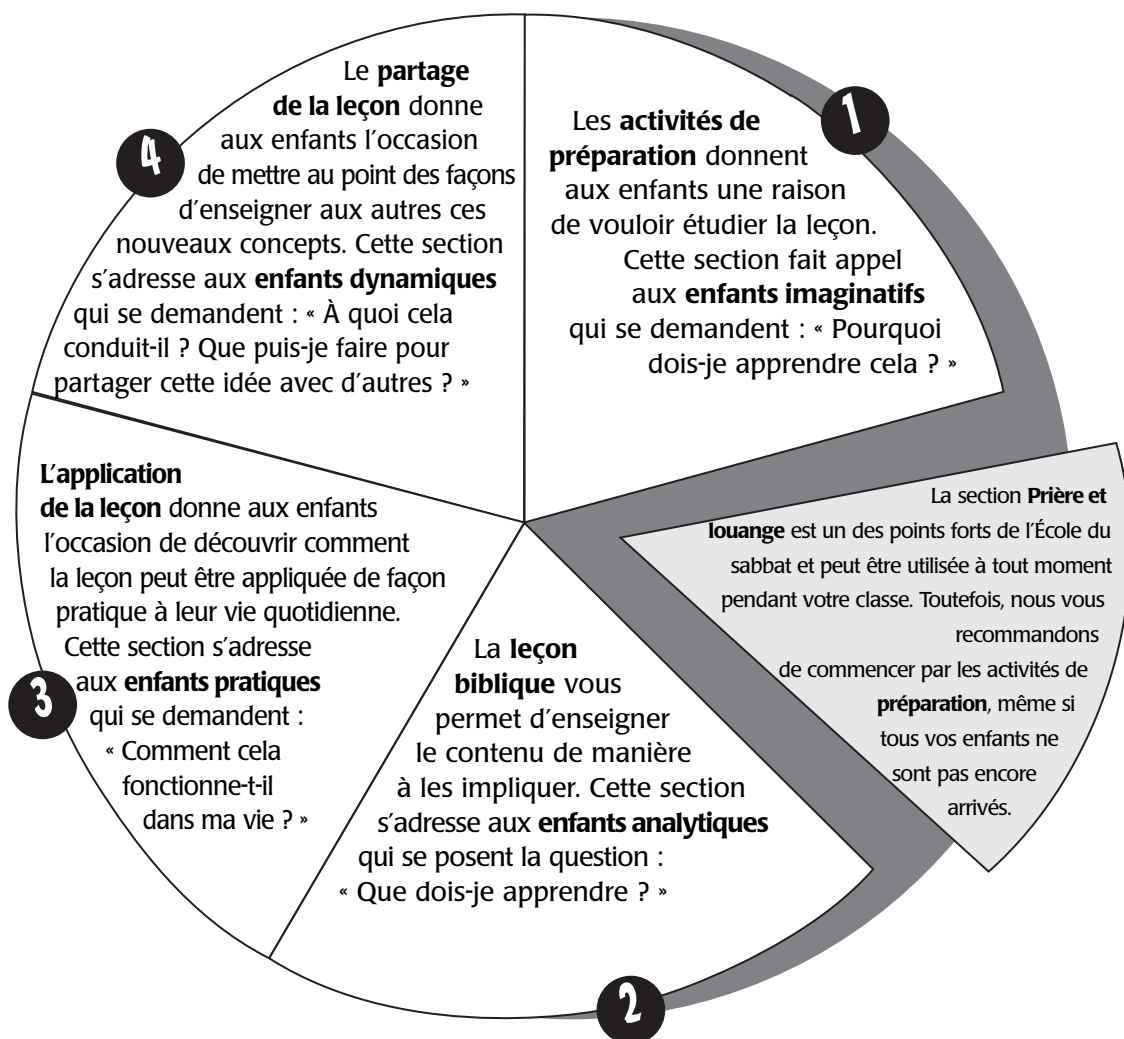 1
Les activités de
préparation donnent
aux enfants une raison
de vouloir étudier la leçon.
Cette section fait appel
aux enfants imaginatifs
qui se demandent : « Pourquoi
dois-je apprendre cela ? »
La section Prière et
louange est un des points forts de l'École du
sabbat et peut être utilisée à tout moment
pendant votre classe. Toutefois, nous vous
recommandons
de commencer par les activités de
préparation, même si
tous vos enfants ne
sont pas encore
arrivés.
2
La leçon
biblique vous
permet d'enseigner
le contenu de manière
à les impliquer. Cette section
s'adresse aux enfants analytiques
qui se posent la question :
« Que dois-je apprendre ? »
3
L'application
de la leçon donne aux enfants
l'occasion de découvrir comment
la leçon peut être appliquée de façon
pratique à leur vie quotidienne.
Cette section s'adresse
aux enfants pratiques
qui se demandent :
« Comment cela
fonctionne-t-il
dans ma vie ? »
4
Le partage
de la leçon donne
aux enfants l'occasion
de mettre au point des façons
d'enseigner aux autres ces
nouveaux concepts. Cette section
s'adresse aux enfants dynamiques
qui se demandent : « À quoi cela
conduit-il ? Que puis-je faire pour
partager cette idée avec d'autres ? »